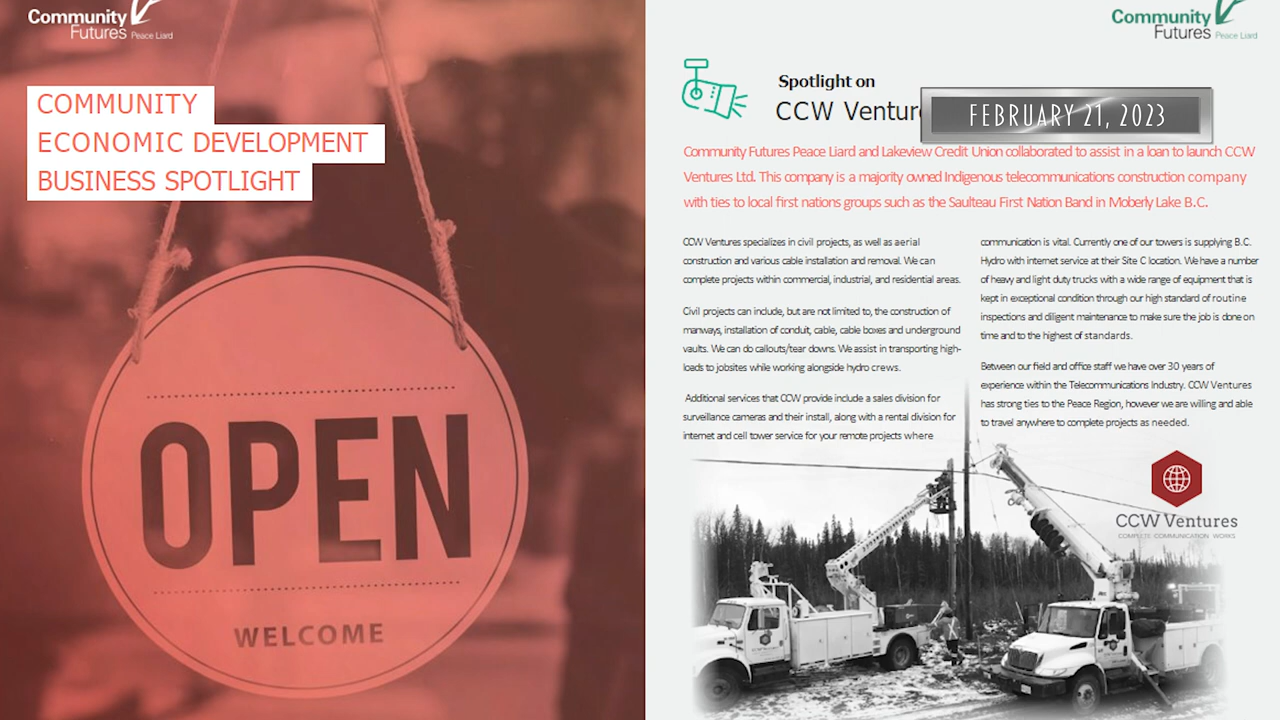 Community
Futures Peace Liard
COMMUNITY
ECONOMIC DEVELOPMENT
BUSINESS SPOTLIGHT
OPEN
WELCOME
Community
Futures Peace Liard
Spotlight on
CCW Ventur
FEBRUARY 21, 2023
Community Futures Peace Liard and Lakeview Credit Union collaborated to assist in a loan to launch CCW
Ventures Ltd. This company is a majority owned Indigenous telecommunications construction company
with ties to local first nations groups such as the Saulteau First Nation Band in Moberly Lake B.C.
CCW Ventures specializes in civil projects, as well as aerial
construction and various cable installation and removal. We can
complete projects within commercial, industrial, and residential areas.
Civil projects can include, but are not limited to, the construction of
manways, installation of conduit, cable, cable boxes and underground
vaults. We can do callouts/tear downs. We assist in transporting high-
loads to jobsites while working alongside hydro crews.
Additional services that CCW provide include a sales division for
surveillance cameras and their install, along with a rental division for
internet and cell tower service for your remote projects where
communication is vital. Currently one of our towers is supplying B.C.
Hydro with internet service at their Site C location. We have a number
of heavy and light duty trucks with a wide range of equipment that is
kept in exceptional condition through our high standard of routine
inspections and diligent maintenance to make sure the job is done on
time and to the highest of standards.
Between our field and office staff we have over 30 years of
experience within the Telecommunications Industry. CCW Ventures
has strong ties to the Peace Region, however we are willing and able
to travel anywhere to complete projects as needed.
CCW Ventures
COMPLETE COMMUNICATION WORKS